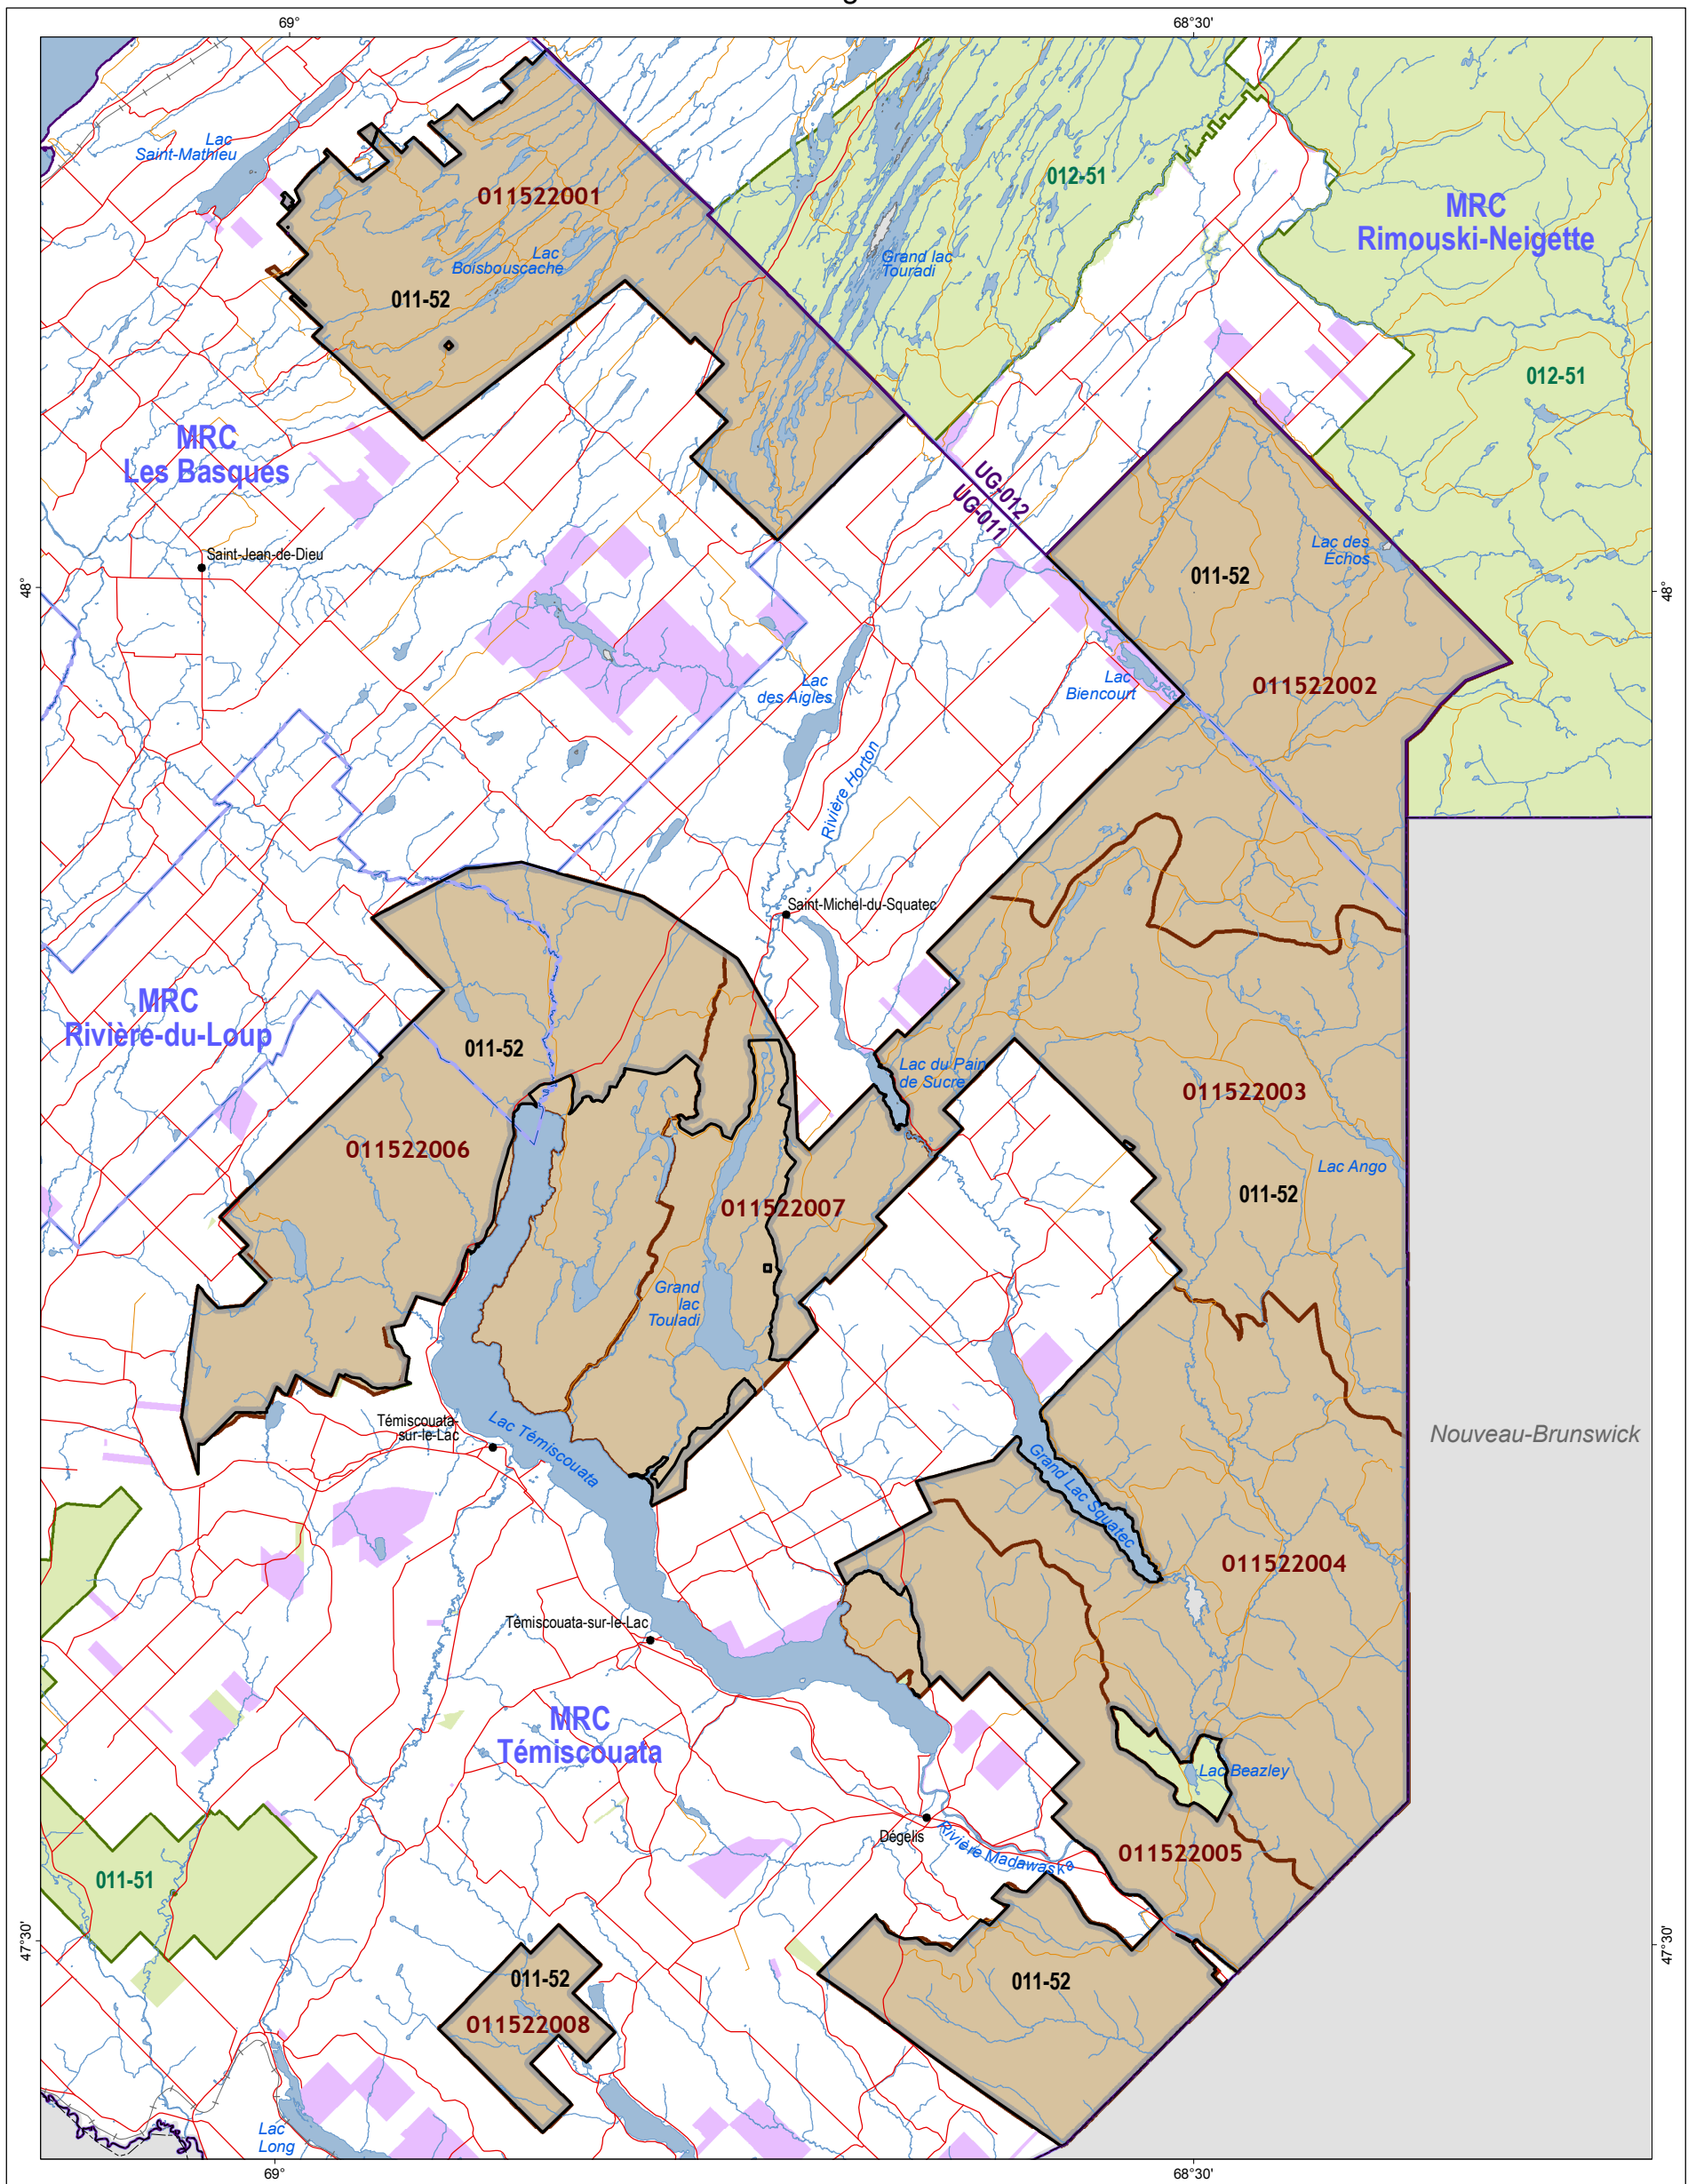 69°
68°30'
Lac
Saint-Mathieu
011522001
012-51
MRC
Rimouski-Neigette
Lac
Boisbouscache
Grand lac
Touradi
011-52
012-51
MRC
Les Basques
UG-012
UG-011
Saint-Jean-de-Dieu
Lac des
Échos
011-52
48°
48°
Lac
des Aigles
Lac
Biencourt
011522002
Rivière Horton
Saint-Michel-du-Squatec
MRC
Rivière-du-Loup
011-52
Lac du Pain
de Sucre
011522003
011522006
Lac Ango
011-52
011522007
Grand
lac
Touladi
Témiscouata-
sur-le-Lac
Lac Témiscouata
Nouveau-Brunswick
Grand Lac Squatec
011522004
Témiscouata-sur-le-Lac
MRC
Témiscouata
Lac Beazley
Dégelis
Rivière Madawaska
011522005
011-51
47°30'
47°30'
011-52
011-52
011522008
Lac
Long
69°
68°30'